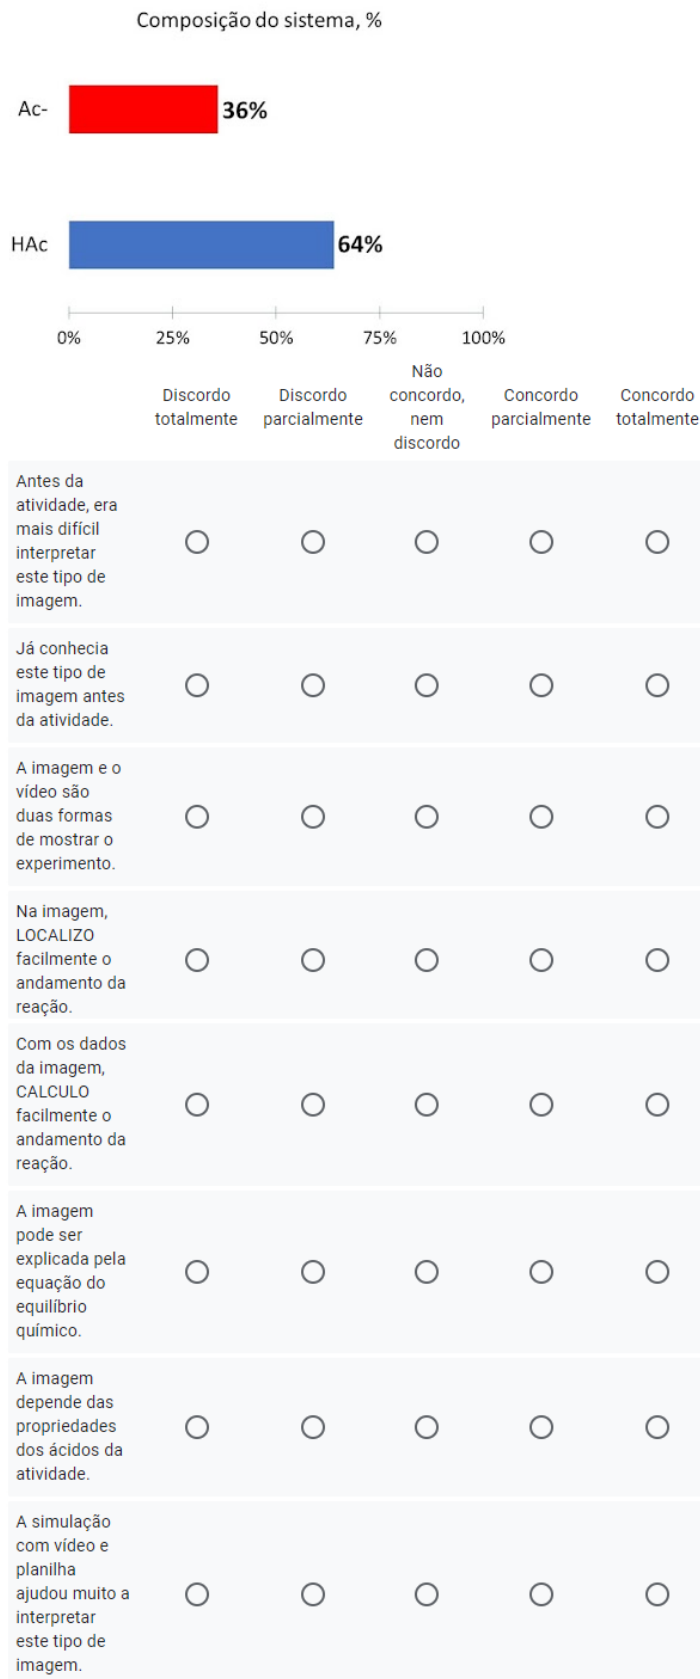 Composição do sistema, %
Ac-
36%
HAc
64%
0%
25%
50%
75%
100%
Discordo
totalmente
Discordo
parcialmente
Não
concordo,
nem
discordo
Concordo
parcialmente
Concordo
totalmente
Antes da
atividade, era
mais difícil
interpretar
este tipo de
imagem.
Já conhecia
este tipo de
imagem antes
da atividade.
A imagem e o
vídeo são
duas formas
de mostrar o
experimento.
Na imagem,
LOCALIZO
facilmente o
andamento da
reação.
Com os dados
da imagem,
CALCULO
facilmente o
andamento da
reação.
A imagem
pode ser
explicada pela
equação do
equilíbrio
químico.
A imagem
depende das
propriedades
dos ácidos da
atividade.
A simulação
com vídeo e
planilha
ajudou muito a
interpretar
este tipo de
imagem.